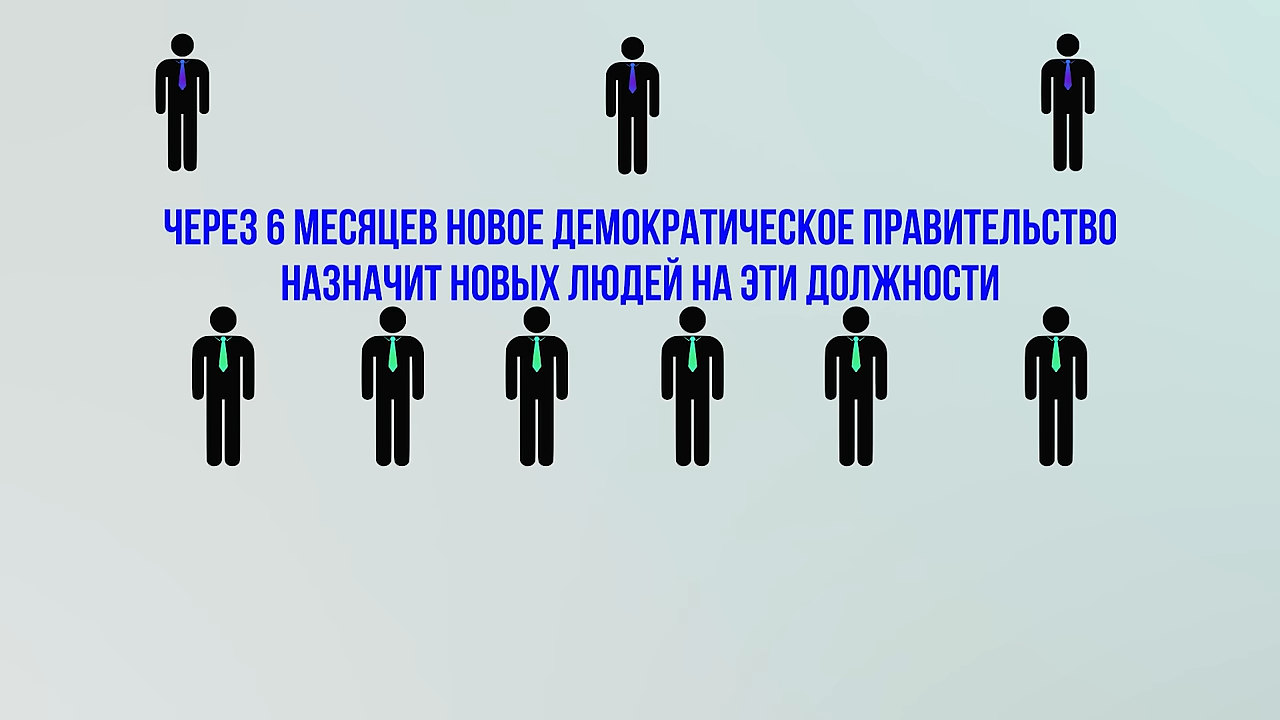 ЧЕРЕЗ 6 МЕСЯЦЕВ НОВОЕ ДЕМОКРАТИЧЕСКОЕ ПРАВИТЕЛЬСТВО
НАЗНАЧИТ НОВЫХ ЛЮДЕЙ НА ЭТИ ДОЛЖНОСТИ